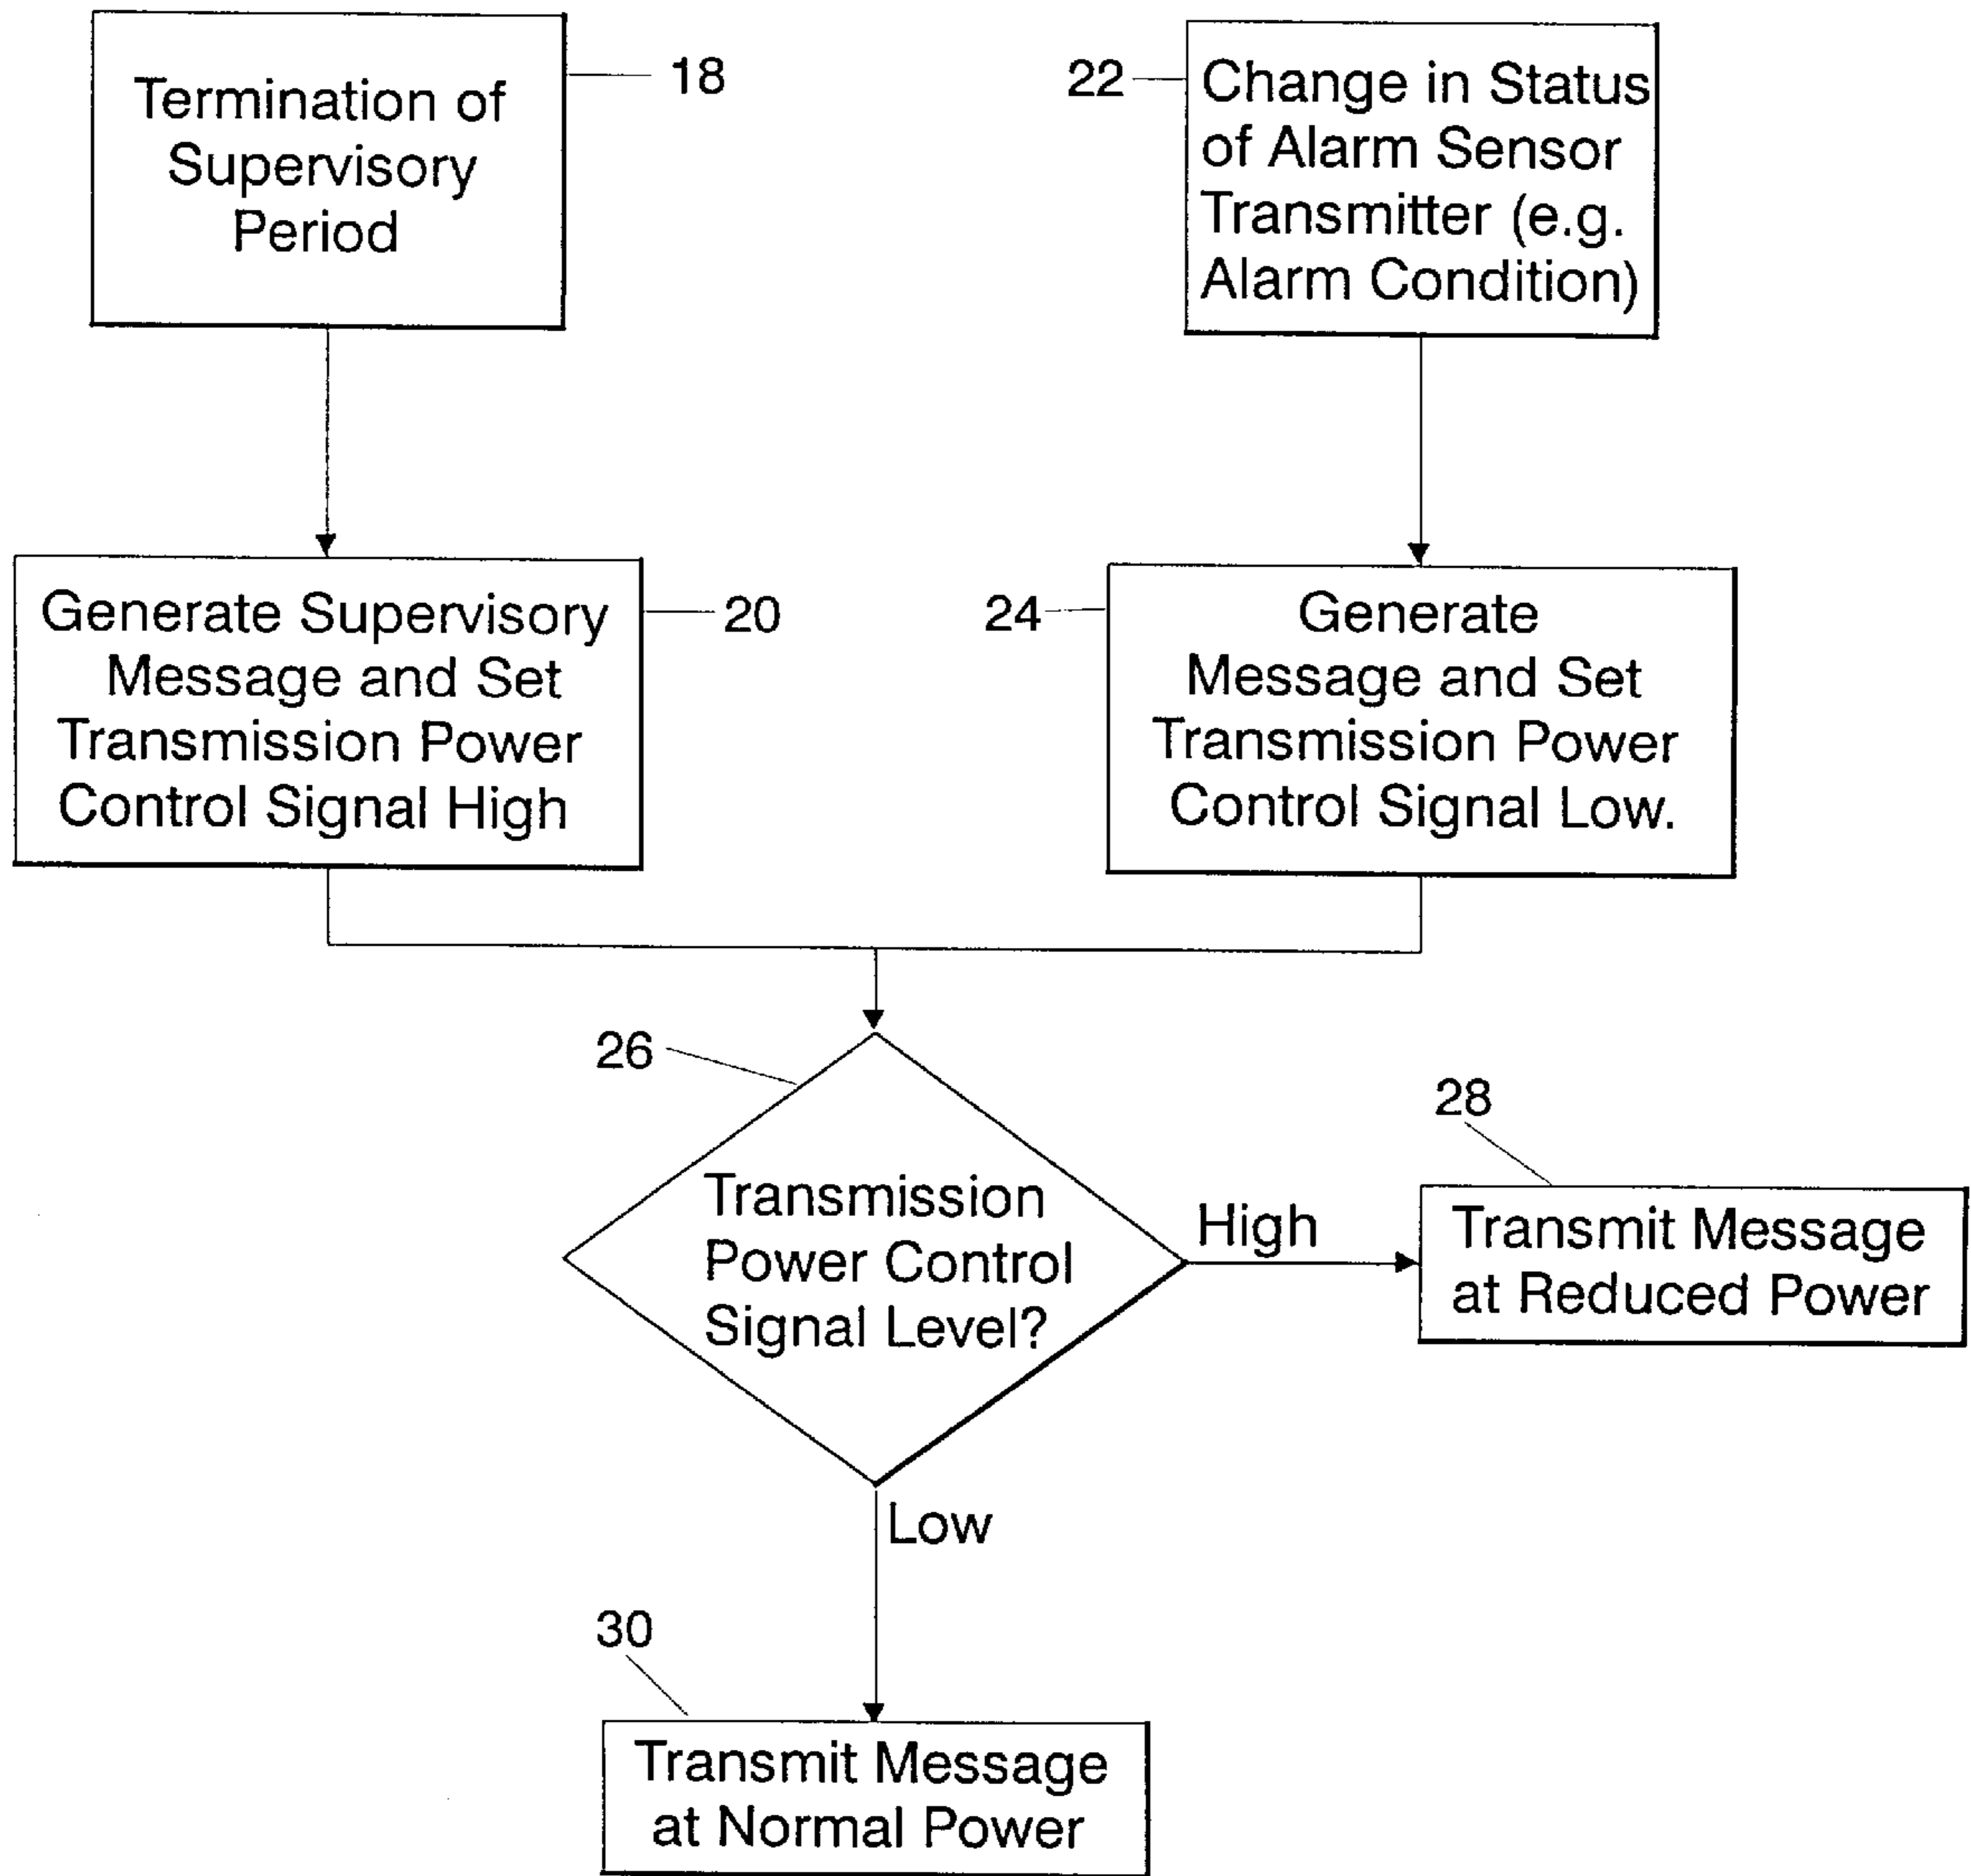 Termination of
Supervisory
Period
18
22
Change in Status
of Alarm Sensor
Transmitter (e.g.
Alarm Condition)
Generate Supervisory
Message and Set
Transmission Power
Control Signal High
20
24
Generate
Message and Set
Transmission Power
Control Signal Low.
26
Transmission
Power Control
Signal Level?
High
28
Transmit Message
at Reduced Power
Low
30
Transmit Message
at Normal Power